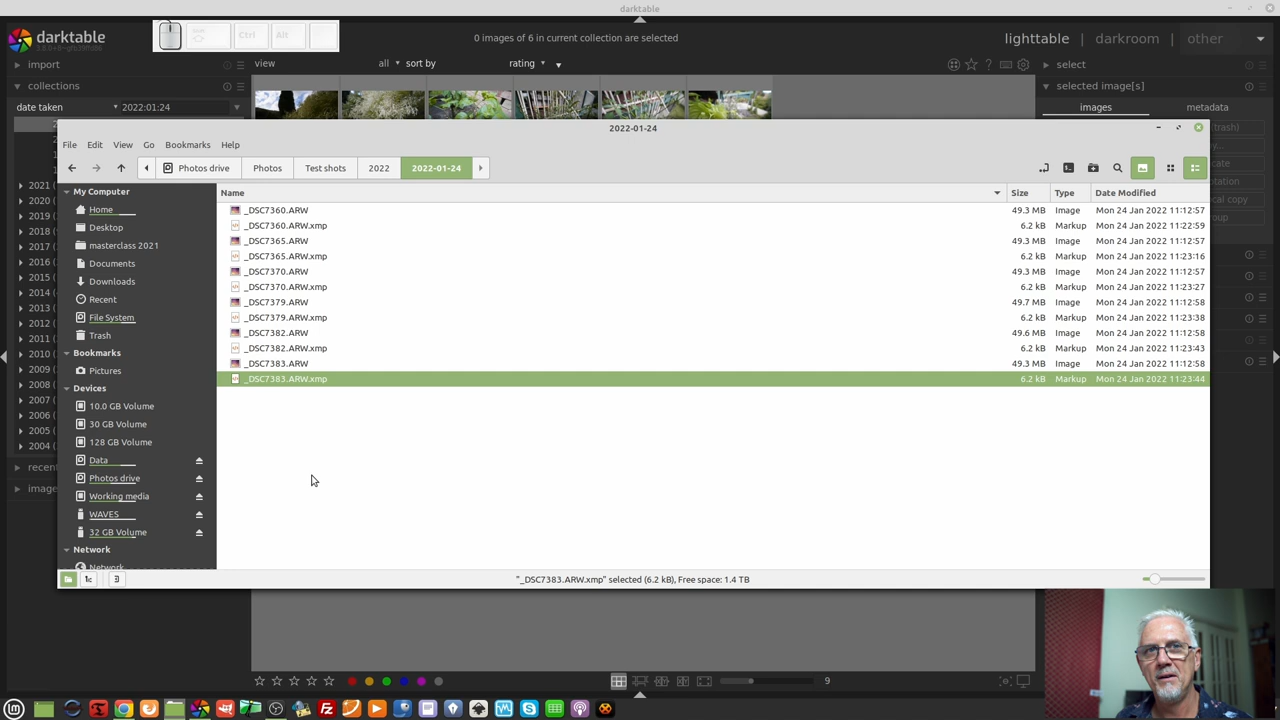 darktable
darktable
Ctrl
Alt
0 images of 6 in current collection are selected
lighttable | darkroom | other
import
view
all
sort by
rating
select
collections
selected image[s]
date taken
2022:01:24
images
metadata
2022-01-24
(trash)
File
Edit
View
Go
Bookmarks
Help
Photos drive
Photos
Test shots
2022
2022-01-24
My Computer
Name
Size
Type
Date Modified
Home
_DSC7360.ARW
49.3 MB
Image
Mon 24 Jan 2022 11:12:57
Desktop
_DSC7360.ARW.xmp
6.2 kB
Markup
Mon 24 Jan 2022 11:22:59
masterclass 2021
_DSC7365.ARW
49.3 MB
Image
Mon 24 Jan 2022 11:12:57
Documents
_DSC7365.ARW.xmp
6.2 kB
Markup
Mon 24 Jan 2022 11:23:16
Downloads
_DSC7370.ARW
49.3 MB
Image
Mon 24 Jan 2022 11:12:57
Recent
_DSC7370.ARW.xmp
6.2 kB
Markup
Mon 24 Jan 2022 11:23:27
File System
_DSC7379.ARW
49.7 MB
Image
Mon 24 Jan 2022 11:12:58
Trash
_DSC7379.ARW.xmp
6.2 kB
Markup
Mon 24 Jan 2022 11:23:38
Bookmarks
_DSC7382.ARW
49.6 MB
Image
Mon 24 Jan 2022 11:12:58
Pictures
_DSC7382.ARW.xmp
6.2 kB
Markup
Mon 24 Jan 2022 11:23:43
Devices
_DSC7383.ARW
49.3 MB
Image
Mon 24 Jan 2022 11:12:58
_DSC7383.ARW.xmp
6.2 kB
Markup
Mon 24 Jan 2022 11:23:44
10.0 GB Volume
30 GB Volume
128 GB Volume
Data
Photos drive
Working media
WAVES
32 GB Volume
Network
"_DSC7383.ARW.xmp" selected (6.2 kB), Free space: 1.4 TB
2021
2020
2019
2018
2017
2016
2015
2014
2013
2012
2011
2010
2009
2008
2007
2006
2005
2004
9